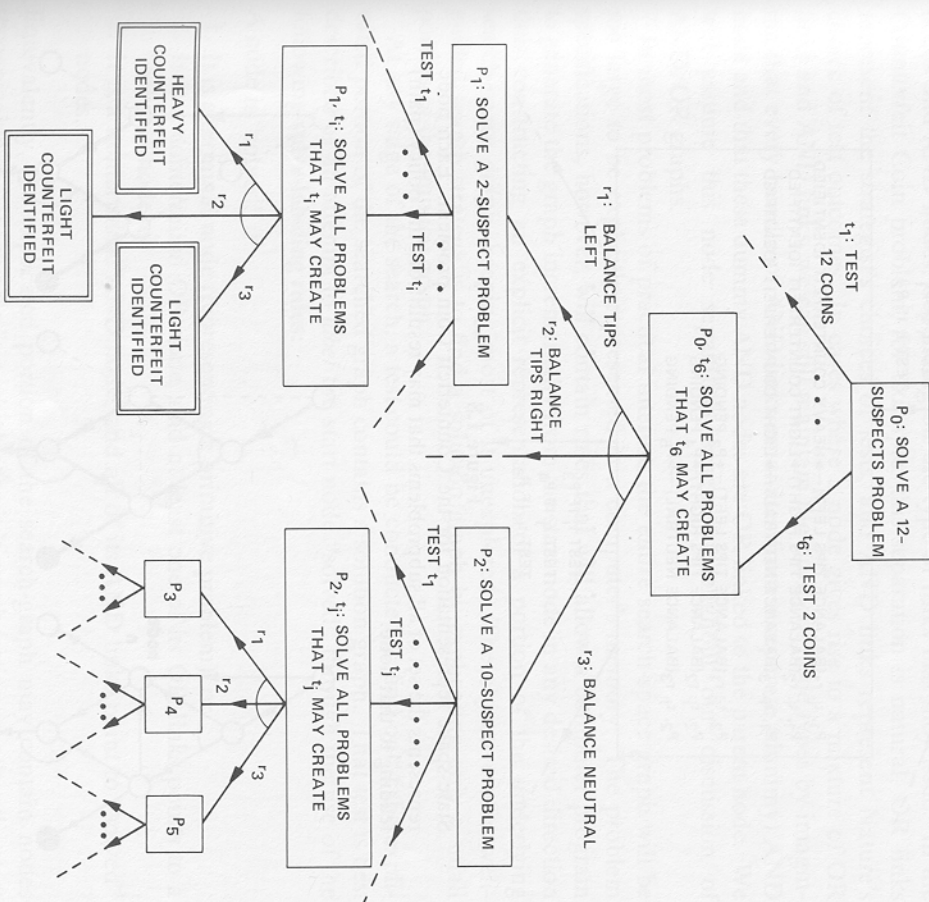 P0: SOLVE A 12-
SUSPECTS PROBLEM
t1: TEST
12 COINS
t6: TEST 2 COINS
P0, t6: SOLVE ALL PROBLEMS
THAT t6 MAY CREATE
r1: BALANCE TIPS
LEFT
r2: BALANCE
TIPS RIGHT
r3: BALANCE NEUTRAL
P1: SOLVE A 2-SUSPECT PROBLEM
P2: SOLVE A 10-SUSPECT PROBLEM
TEST t1
TEST ti
TEST t1
TEST tj
P1, ti: SOLVE ALL PROBLEMS
THAT ti MAY CREATE
P2, tj: SOLVE ALL PROBLEMS
THAT tj MAY CREATE
r1
r2
r3
r1
r2
r3
HEAVY
COUNTERFEIT
IDENTIFIED
LIGHT
COUNTERFEIT
IDENTIFIED
LIGHT
COUNTERFEIT
IDENTIFIED
P3
P4
P5